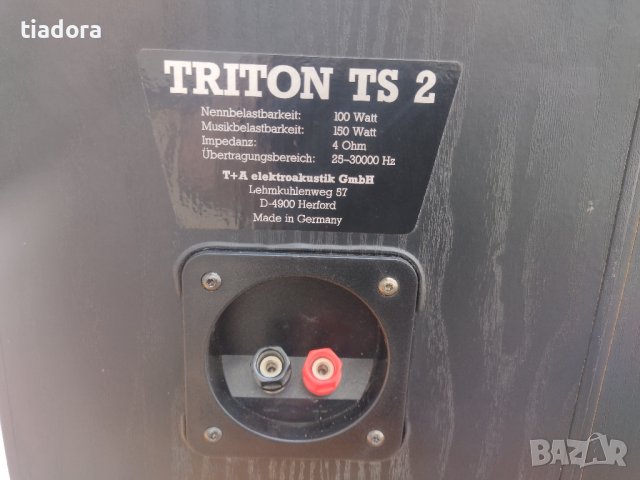 tiadora
TRITON TS 2
Nennbelastbarkeit: 100 Watt
Musikbelastbarkeit: 150 Watt
Impedanz: 4 Ohm
Übertragungsbereich: 25-30000 Hz
T+A elektroakustik GmbH
Lehmkuhlenweg 57
D-4900 Herford
Made in Germany
BAZAR